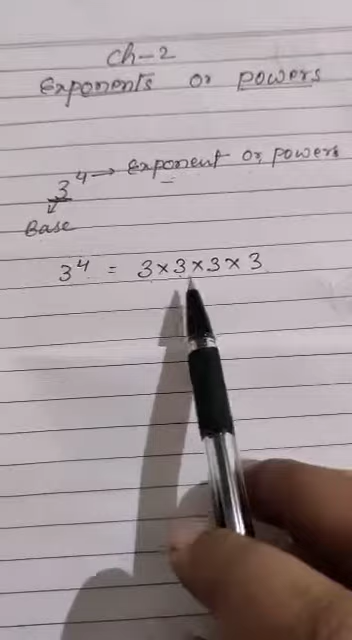 Ch-2
Exponents or powers
3⁴ → Exponent or powers
Base
3⁴ = 3×3×3×3